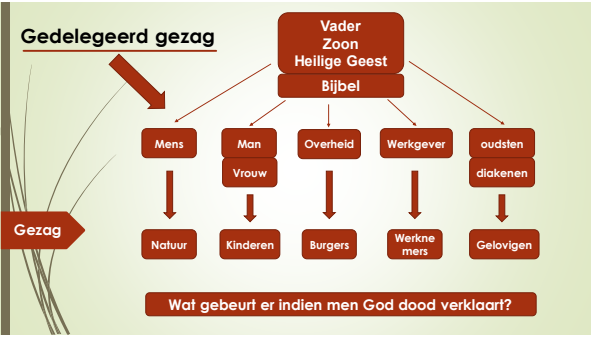 Gedelegeerd gezag
Vader
Zoon
Heilige Geest
Bijbel
Mens
Man
Overheid
Werkgever
oudsten
Vrouw
diakenen
Gezag
Natuur
Kinderen
Burgers
Werkne
mers
Gelovigen
Wat gebeurt er indien men God dood verklaart?